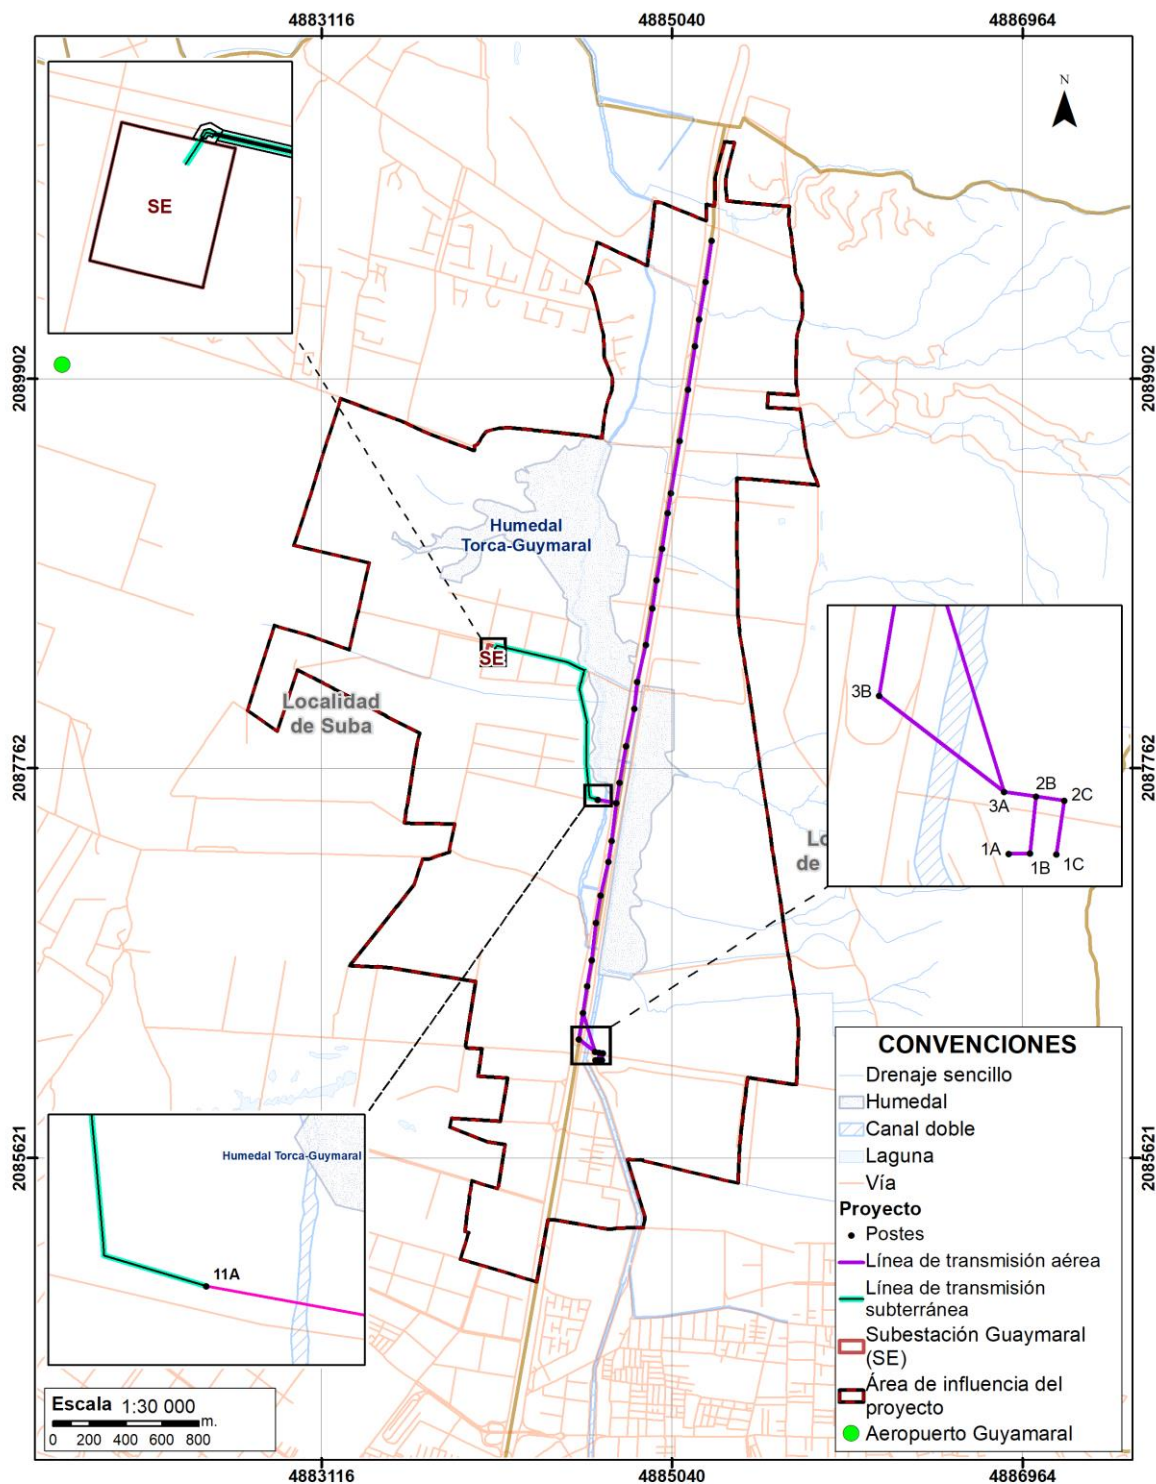 4883116
4885040
4886964
N
SE
2089902
2089902
Humedal
Torca-Guymaral
SE
Localidad
de Suba
3B
2B
2C
3A
1A
1B
1C
2087762
2087762
Lo
de
Humedal Torca-Guymaral
11A
2085621
2085621
CONVENCIONES
Drenaje sencillo
Humedal
Canal doble
Laguna
Vía
Proyecto
Postes
Línea de transmisión aérea
Línea de transmisión
subterránea
Subestación Guaymaral
(SE)
Área de influencia del
proyecto
Aeropuerto Guyamaral
Escala 1:30 000
m.
0 200 400 600 800
4883116
4885040
4886964